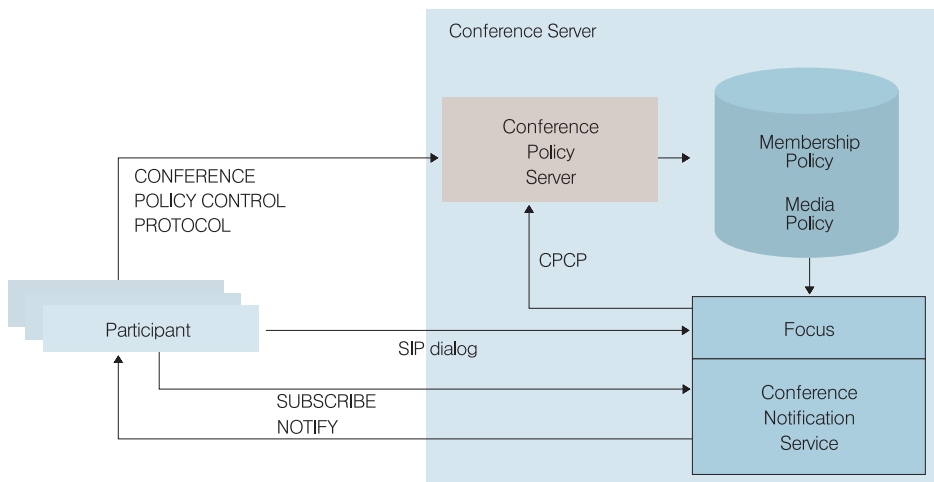 Conference Server
Conference
Policy
Server
Membership
Policy
Media
Policy
CONFERENCE
POLICY CONTROL
PROTOCOL
CPCP
Participant
SIP dialog
Focus
SUBSCRIBE
NOTIFY
Conference
Notification
Service